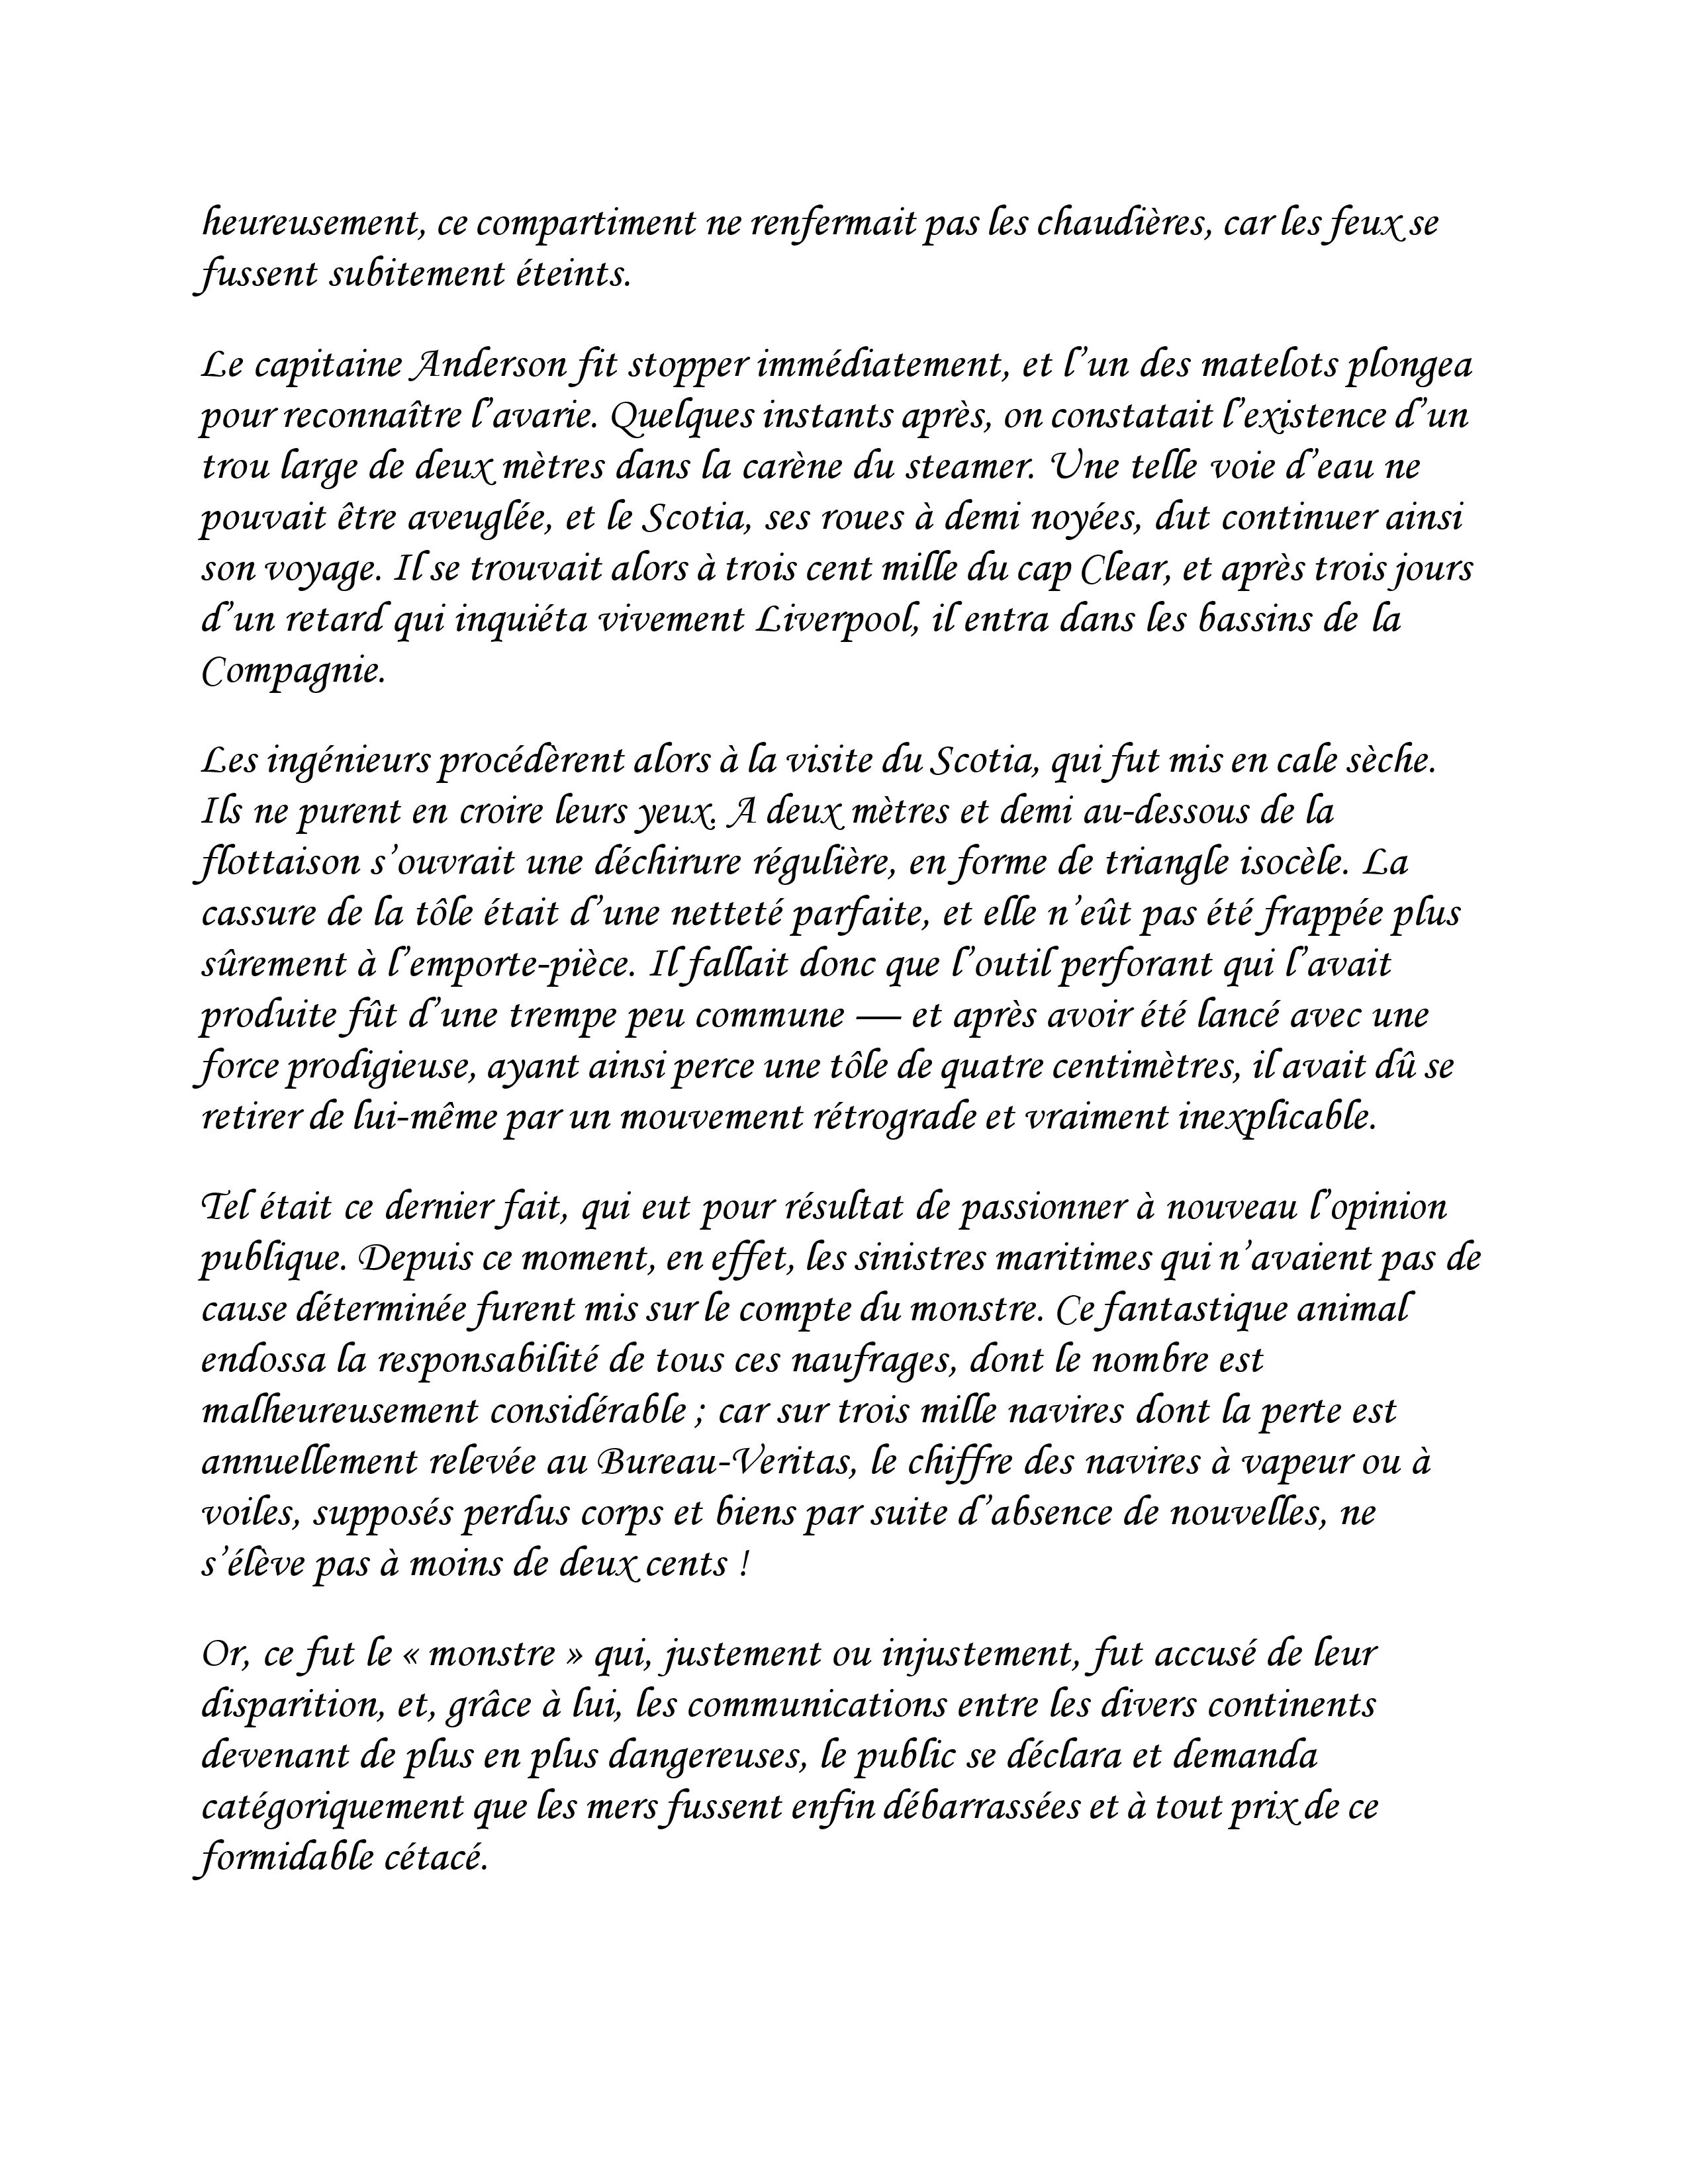 heureusement, ce compartiment ne renfermait pas les chaudières, car les feux se
fussent subitement éteints.
Le capitaine Anderson fit stopper immédiatement, et l’un des matelots plongea
pour reconnaître l’avarie. Quelques instants après, on constatait l’existence d’un
trou large de deux mètres dans la carène du steamer. Une telle voie d’eau ne
pouvait être aveuglée, et le Scotia, ses roues à demi noyées, dut continuer ainsi
son voyage. Il se trouvait alors à trois cent mille du cap Clear, et après trois jours
d’un retard qui inquiéta vivement Liverpool, il entra dans les bassins de la
Compagnie.
Les ingénieurs procédèrent alors à la visite du Scotia, qui fut mis en cale sèche.
Ils ne purent en croire leurs yeux. A deux mètres et demi au-dessous de la
flottaison s’ouvrait une déchirure régulière, en forme de triangle isocèle. La
cassure de la tôle était d’une netteté parfaite, et elle n’eût pas été frappée plus
sûrement à l’emporte-pièce. Il fallait donc que l’outil perforant qui l’avait
produite fût d’une trempe peu commune — et après avoir été lancé avec une
force prodigieuse, ayant ainsi perce une tôle de quatre centimètres, il avait dû se
retirer de lui-même par un mouvement rétrograde et vraiment inexplicable.
Tel était ce dernier fait, qui eut pour résultat de passionner à nouveau l’opinion
publique. Depuis ce moment, en effet, les sinistres maritimes qui n’avaient pas de
cause déterminée furent mis sur le compte du monstre. Ce fantastique animal
endossa la responsabilité de tous ces naufrages, dont le nombre est
malheureusement considérable ; car sur trois mille navires dont la perte est
annuellement relevée au Bureau-Veritas, le chiffre des navires à vapeur ou à
voiles, supposés perdus corps et biens par suite d’absence de nouvelles, ne
s’élève pas à moins de deux cents !
Or, ce fut le « monstre » qui, justement ou injustement, fut accusé de leur
disparition, et, grâce à lui, les communications entre les divers continents
devenant de plus en plus dangereuses, le public se déclara et demanda
catégoriquement que les mers fussent enfin débarrassées et à tout prix de ce
formidable cétacé.